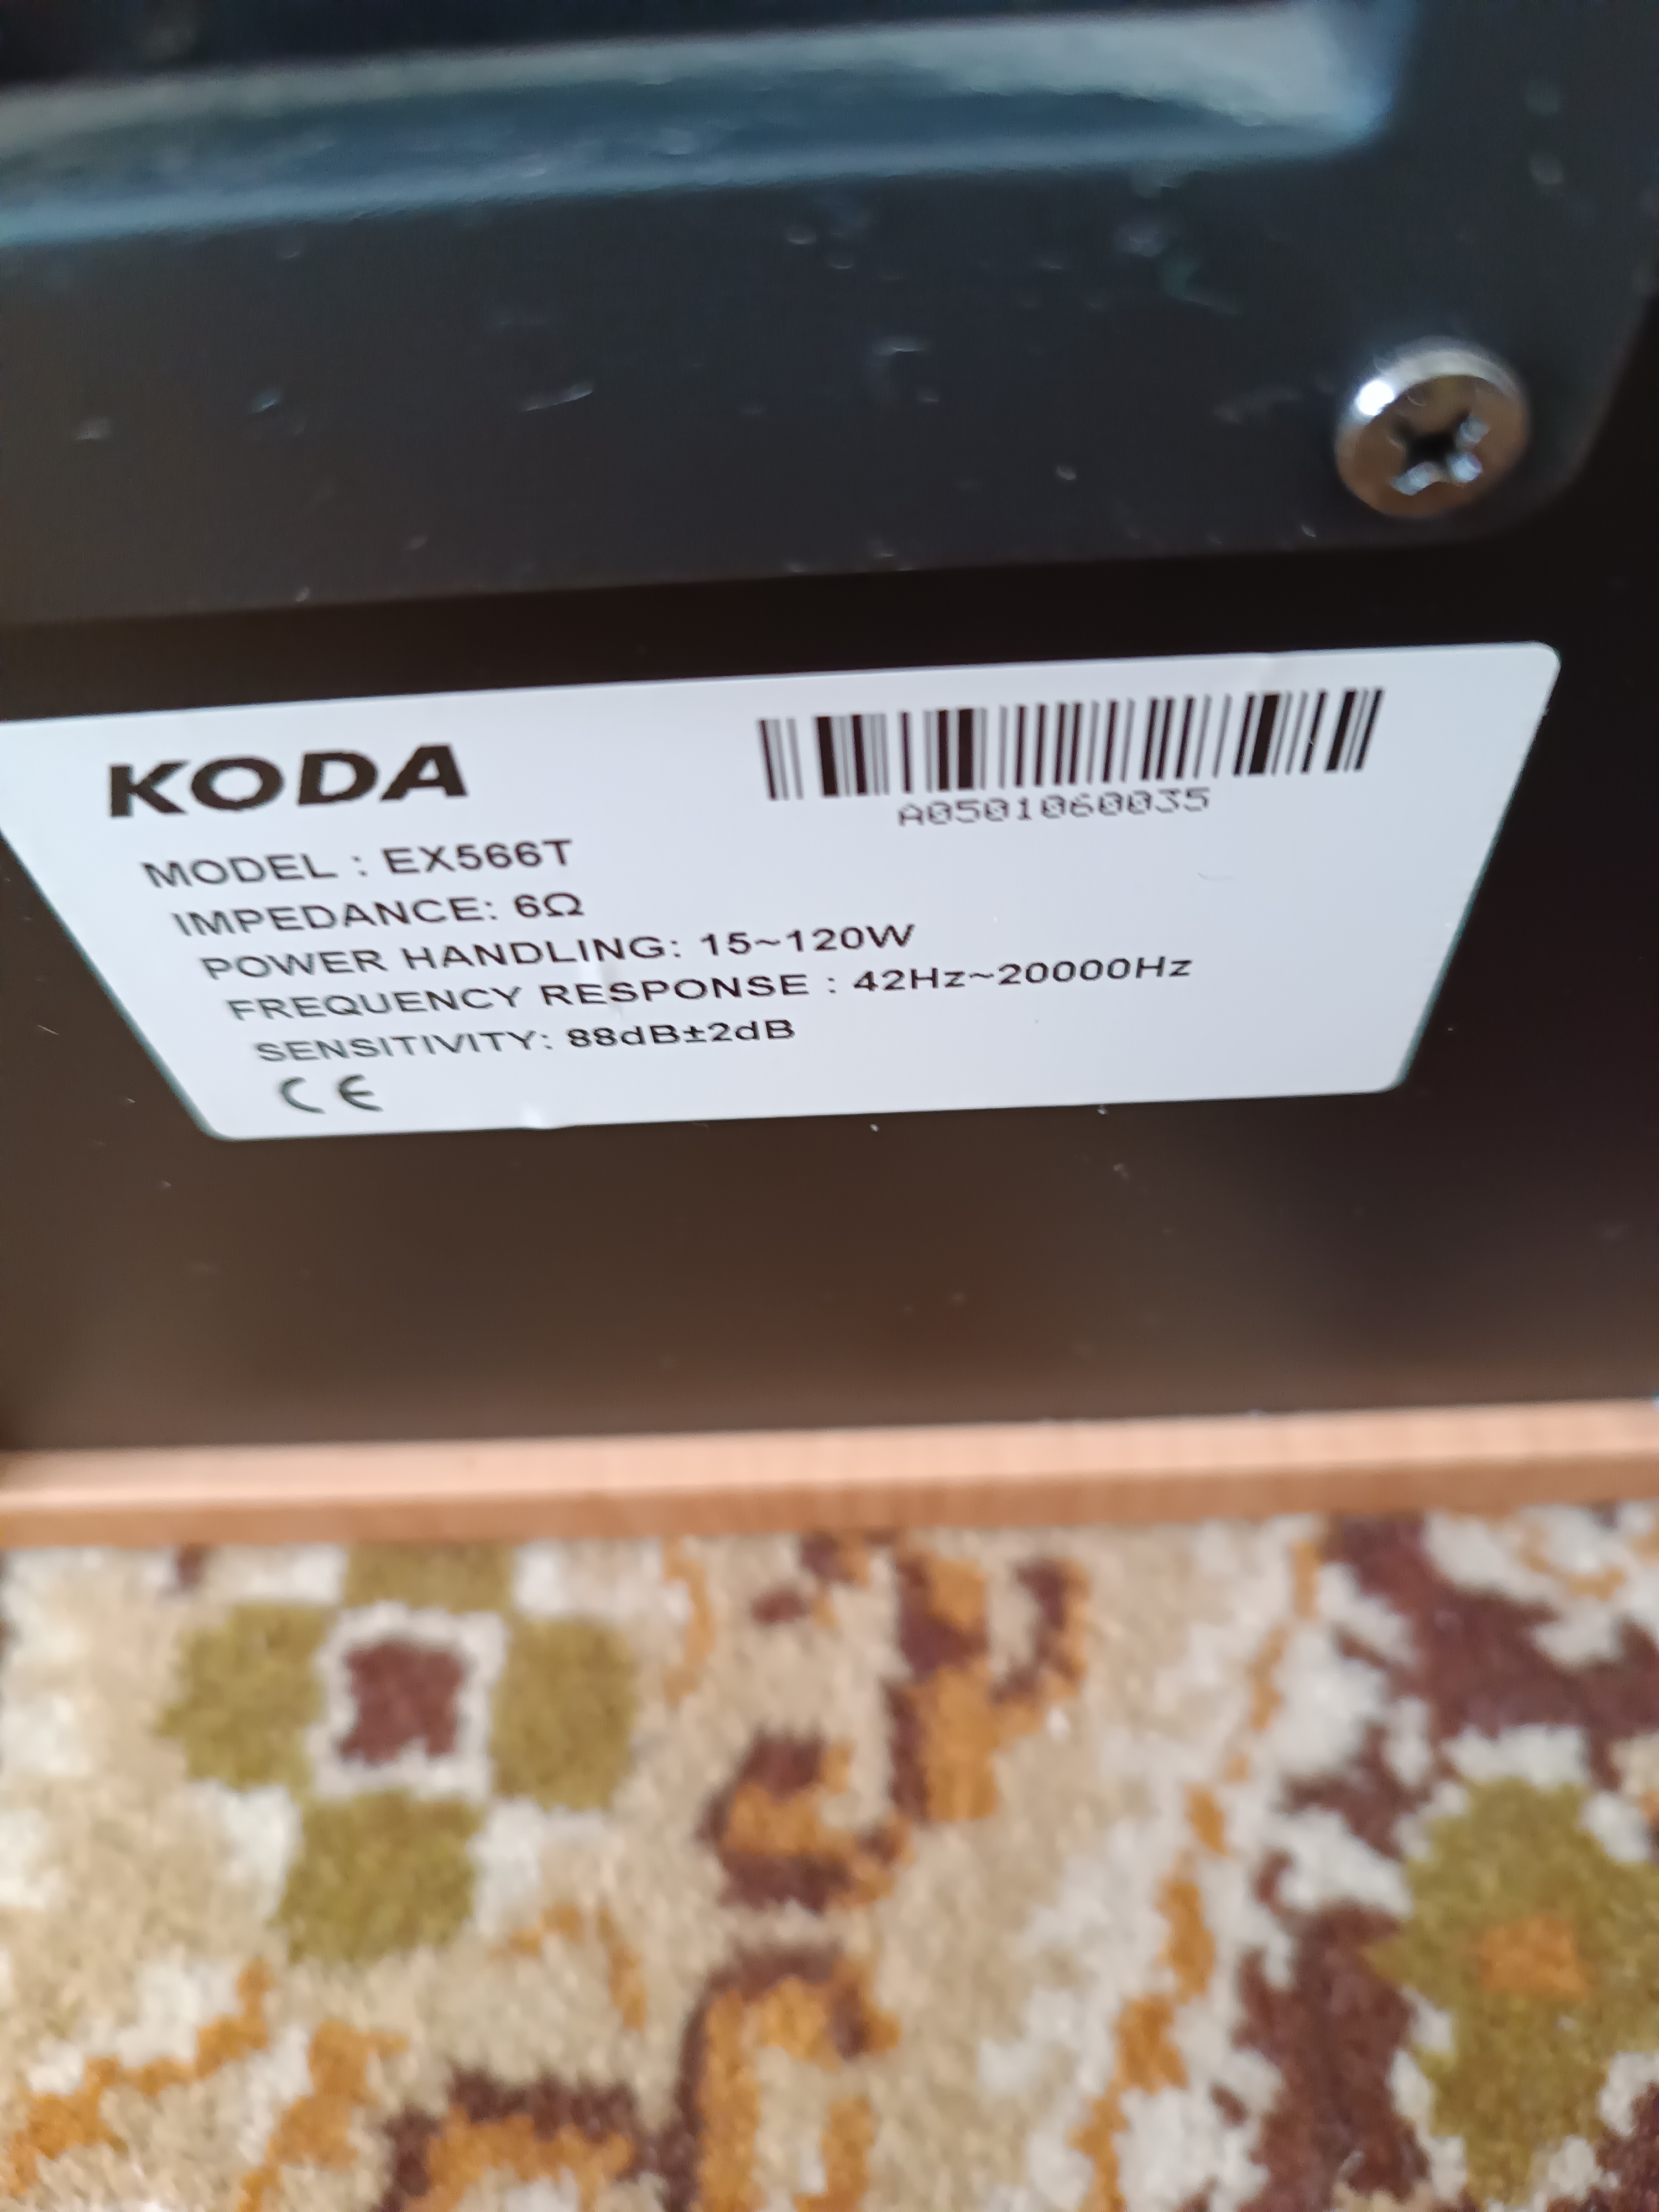 KODA
A0501060035
MODEL : EX566T
IMPEDANCE: 6Ω
POWER HANDLING: 15~120W
FREQUENCY RESPONSE : 42Hz~20000Hz
SENSITIVITY: 88dB±2dB
CE